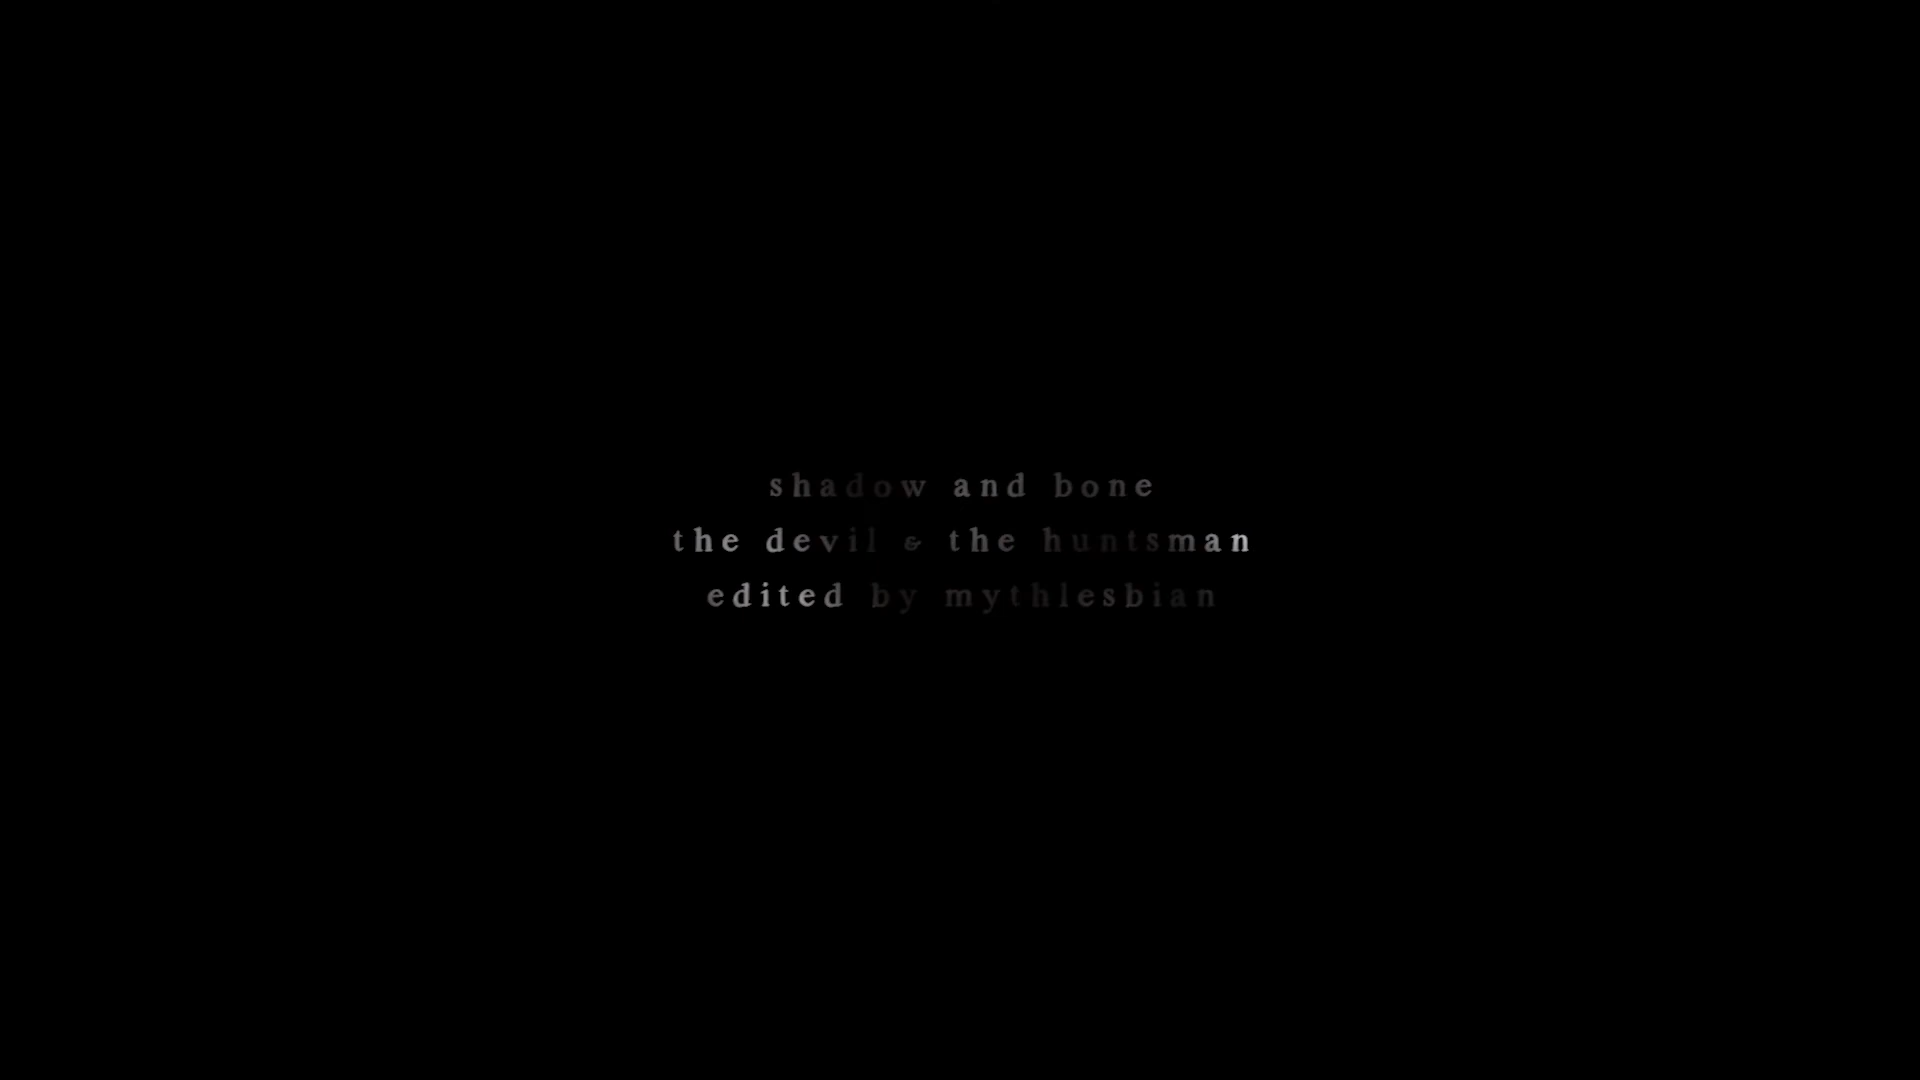 shadow and bone
the devil & the huntsman
edited by mythlesbian